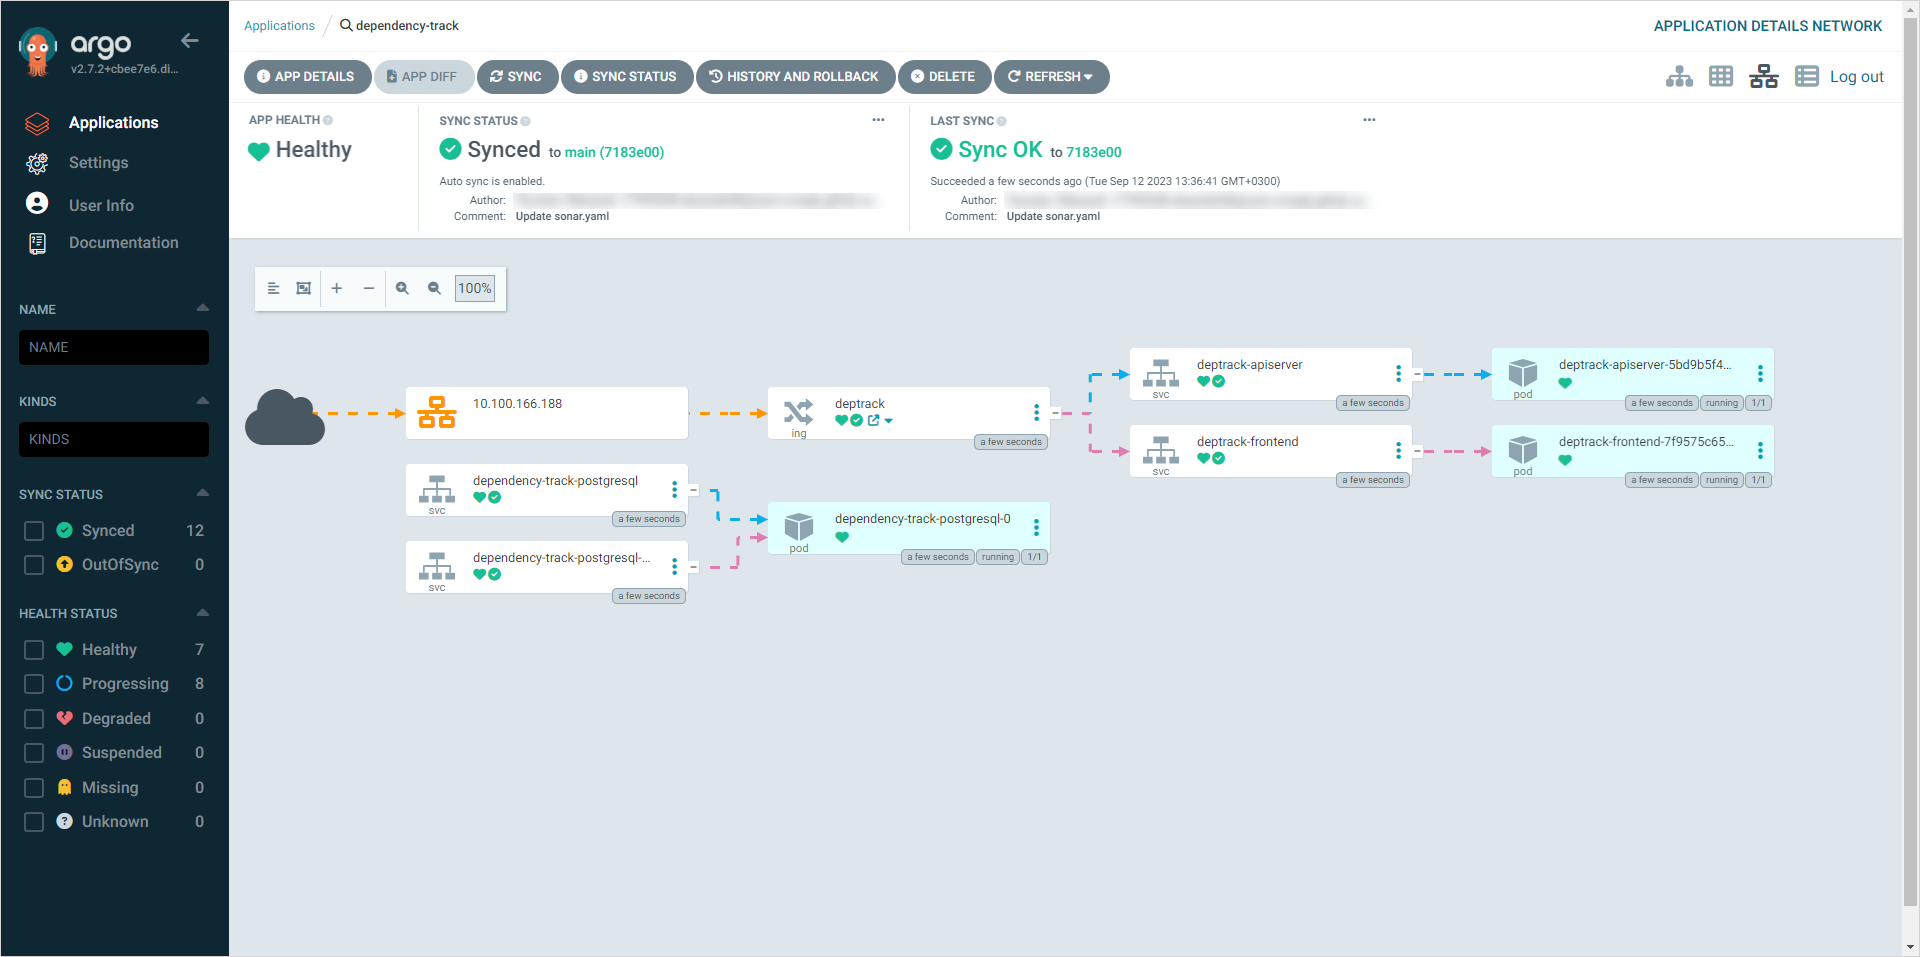 argo
v2.7.2+cbee7e6.di...
Applications
Settings
User Info
Documentation
NAME
NAME
KINDS
KINDS
SYNC STATUS
Synced 12
OutOfSync 0
HEALTH STATUS
Healthy 7
Progressing 8
Degraded 0
Suspended 0
Missing 0
Unknown 0
Applications / dependency-track
APPLICATION DETAILS NETWORK
APP DETAILS APP DIFF SYNC SYNC STATUS HISTORY AND ROLLBACK DELETE REFRESH Log out
APP HEALTH
Healthy
SYNC STATUS
Synced to main (7183e00)
Auto sync is enabled.
Author:
Comment: Update sonar.yaml
LAST SYNC
Sync OK to 7183e00
Succeeded a few seconds ago (Tue Sep 12 2023 13:36:41 GMT+0300)
Author:
Comment: Update sonar.yaml
100%
10.100.166.188
deptrack
ing
a few seconds
deptrack-apiserver
svc
a few seconds
deptrack-apiserver-5bd9b5f4...
pod
a few seconds running 1/1
deptrack-frontend
svc
a few seconds
deptrack-frontend-7f9575c65...
pod
a few seconds running 1/1
dependency-track-postgresql
svc
a few seconds
dependency-track-postgresql-...
svc
a few seconds
dependency-track-postgresql-0
pod
a few seconds running 1/1